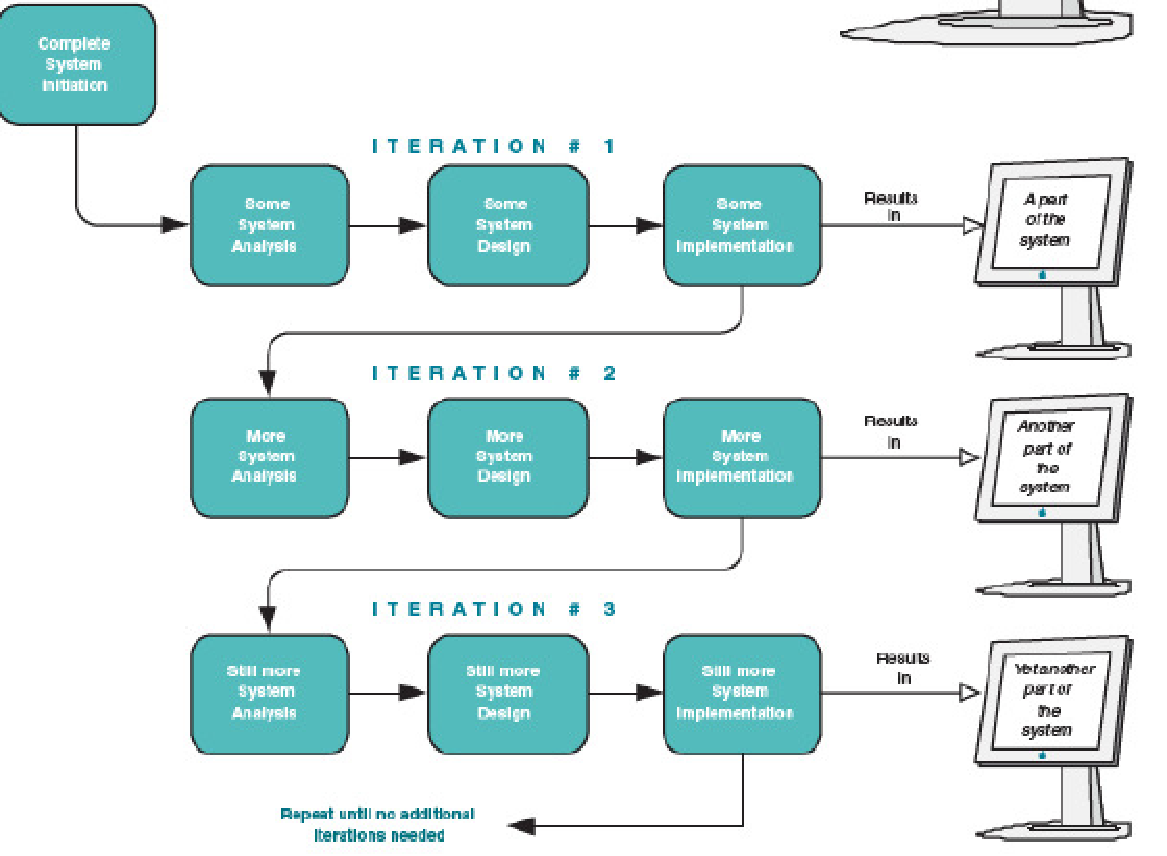 Complete
System
Initiation
ITERATION # 1
Some
System
Analysis
Some
System
Design
Some
System
Implementation
Results
In
A part
of the
system
ITERATION # 2
More
System
Analysis
More
System
Design
More
System
Implementation
Results
In
Another
part of
the
system
ITERATION # 3
Still more
System
Analysis
Still more
System
Design
Still more
System
Implementation
Results
In
Yet another
part of
the
system
Repeat until no additional
Iterations needed